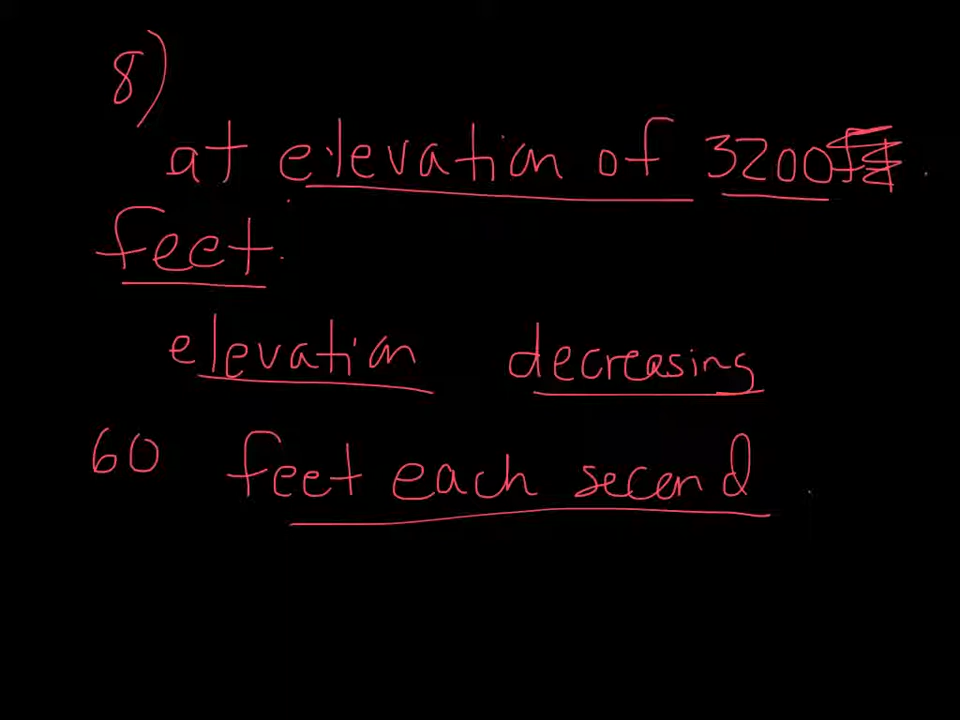 8)
at elevation of 3200
feet.
elevation decreasing
60 feet each second